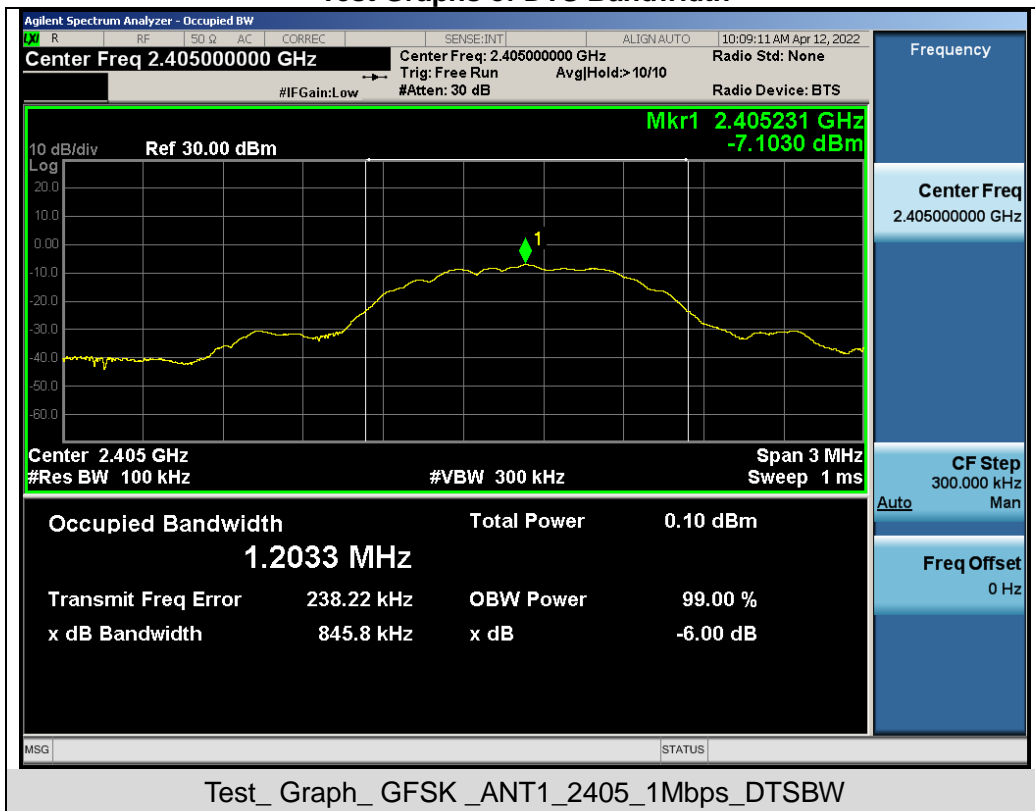 Test Graphs of DTS Bandwidth
Agilent Spectrum Analyzer - Occupied BW
LXI R RF 50 Ω AC CORREC SENSE:INT ALIGN AUTO 10:09:11 AM Apr 12, 2022
Center Freq 2.405000000 GHz
Center Freq: 2.405000000 GHz
Radio Std: None
Trig: Free Run Avg|Hold:> 10/10
#IFGain:Low #Atten: 30 dB Radio Device: BTS
Mkr1 2.405231 GHz
-7.1030 dBm
10 dB/div Ref 30.00 dBm
Log
20.0
10.0
0.00
-10.0
-20.0
-30.0
-40.0
-50.0
-60.0
1
Center 2.405 GHz Span 3 MHz
#Res BW 100 kHz #VBW 300 kHz Sweep 1 ms
Occupied Bandwidth Total Power 0.10 dBm
1.2033 MHz
Transmit Freq Error 238.22 kHz OBW Power 99.00 %
x dB Bandwidth 845.8 kHz x dB -6.00 dB
MSG STATUS
Frequency
Center Freq
2.405000000 GHz
CF Step
300.000 kHz
Auto Man
Freq Offset
0 Hz
Test_ Graph_ GFSK _ANT1_2405_1Mbps_DTSBW